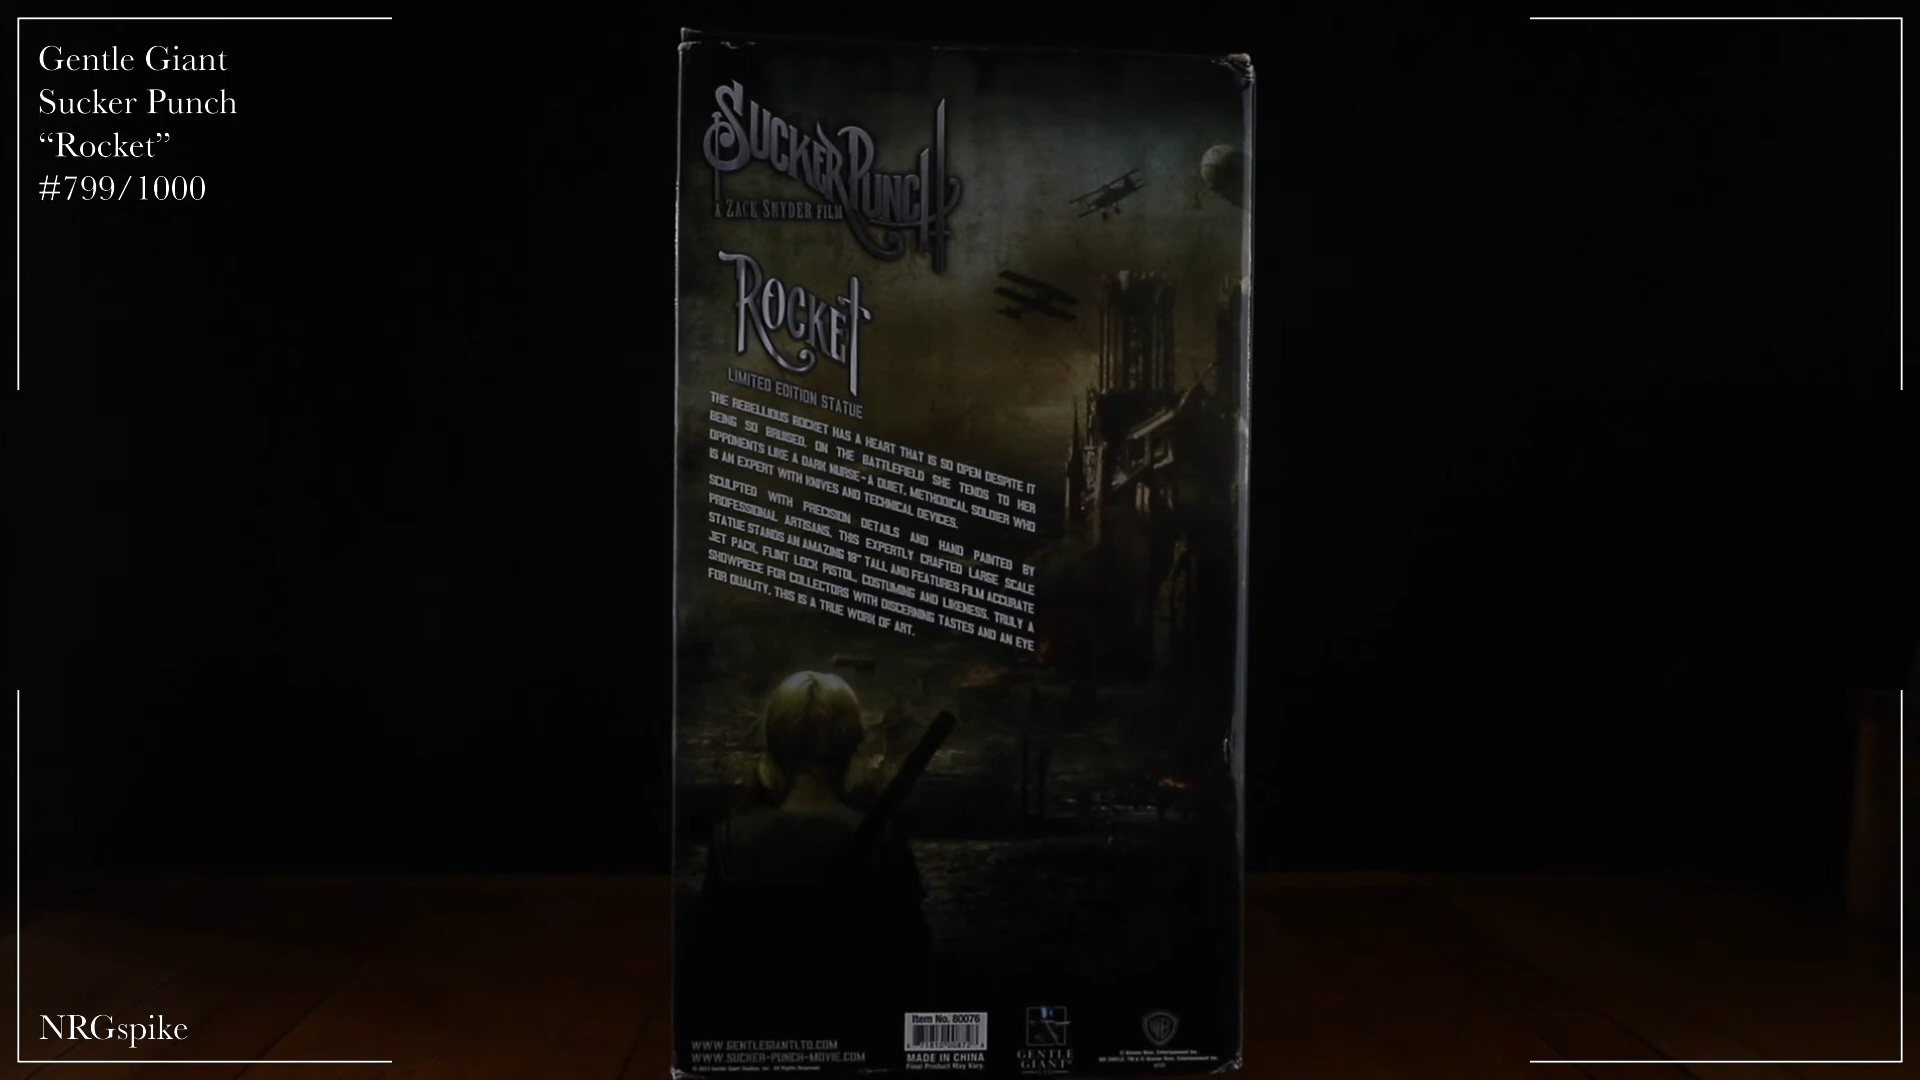 Gentle Giant
Sucker Punch
“Rocket”
#799/1000
SUCKER PUNCH
A ZACK SNYDER FILM
ROCKET
LIMITED EDITION STATUE
THE REBELLIOUS ROCKET HAS A HEART THAT IS SO OPEN DESPITE IT
BEING SO BRUISED. ON THE BATTLEFIELD SHE TENDS TO HER
OPPONENTS LIKE A DARK NURSE-A QUIET, METHODICAL SOLDIER WHO
IS AN EXPERT WITH KNIVES AND TECHNICAL DEVICES.
SCULPTED WITH PRECISION DETAILS AND HAND PAINTED BY
PROFESSIONAL ARTISANS, THIS EXPERTLY CRAFTED LARGE SCALE
STATUE STANDS AN AMAZING 18" TALL AND FEATURES FILM ACCURATE
JET PACK, FLINT LOCK PISTOL, COSTUMING AND LIKENESS. TRULY A
SHOWPIECE FOR COLLECTORS WITH DISCERNING TASTES AND AN EYE
FOR QUALITY, THIS IS A TRUE WORK OF ART.
NRGspike
WWW.GENTLEGIANTLTD.COM
WWW.SUCKER-PUNCH-MOVIE.COM
Item No. 80076
MADE IN CHINA
Final Product May Vary.
GENTLE
GIANT
WB